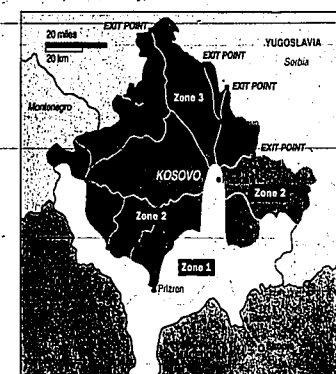 EXIT POINT
20 miles
20 km
EXIT POINT
YUGOSLAVIA
Serbia
EXIT POINT
Montenegro
Zone 3
EXIT POINT
KOSOVO
Zone 2
Zone 2
Zone 1
Prizren